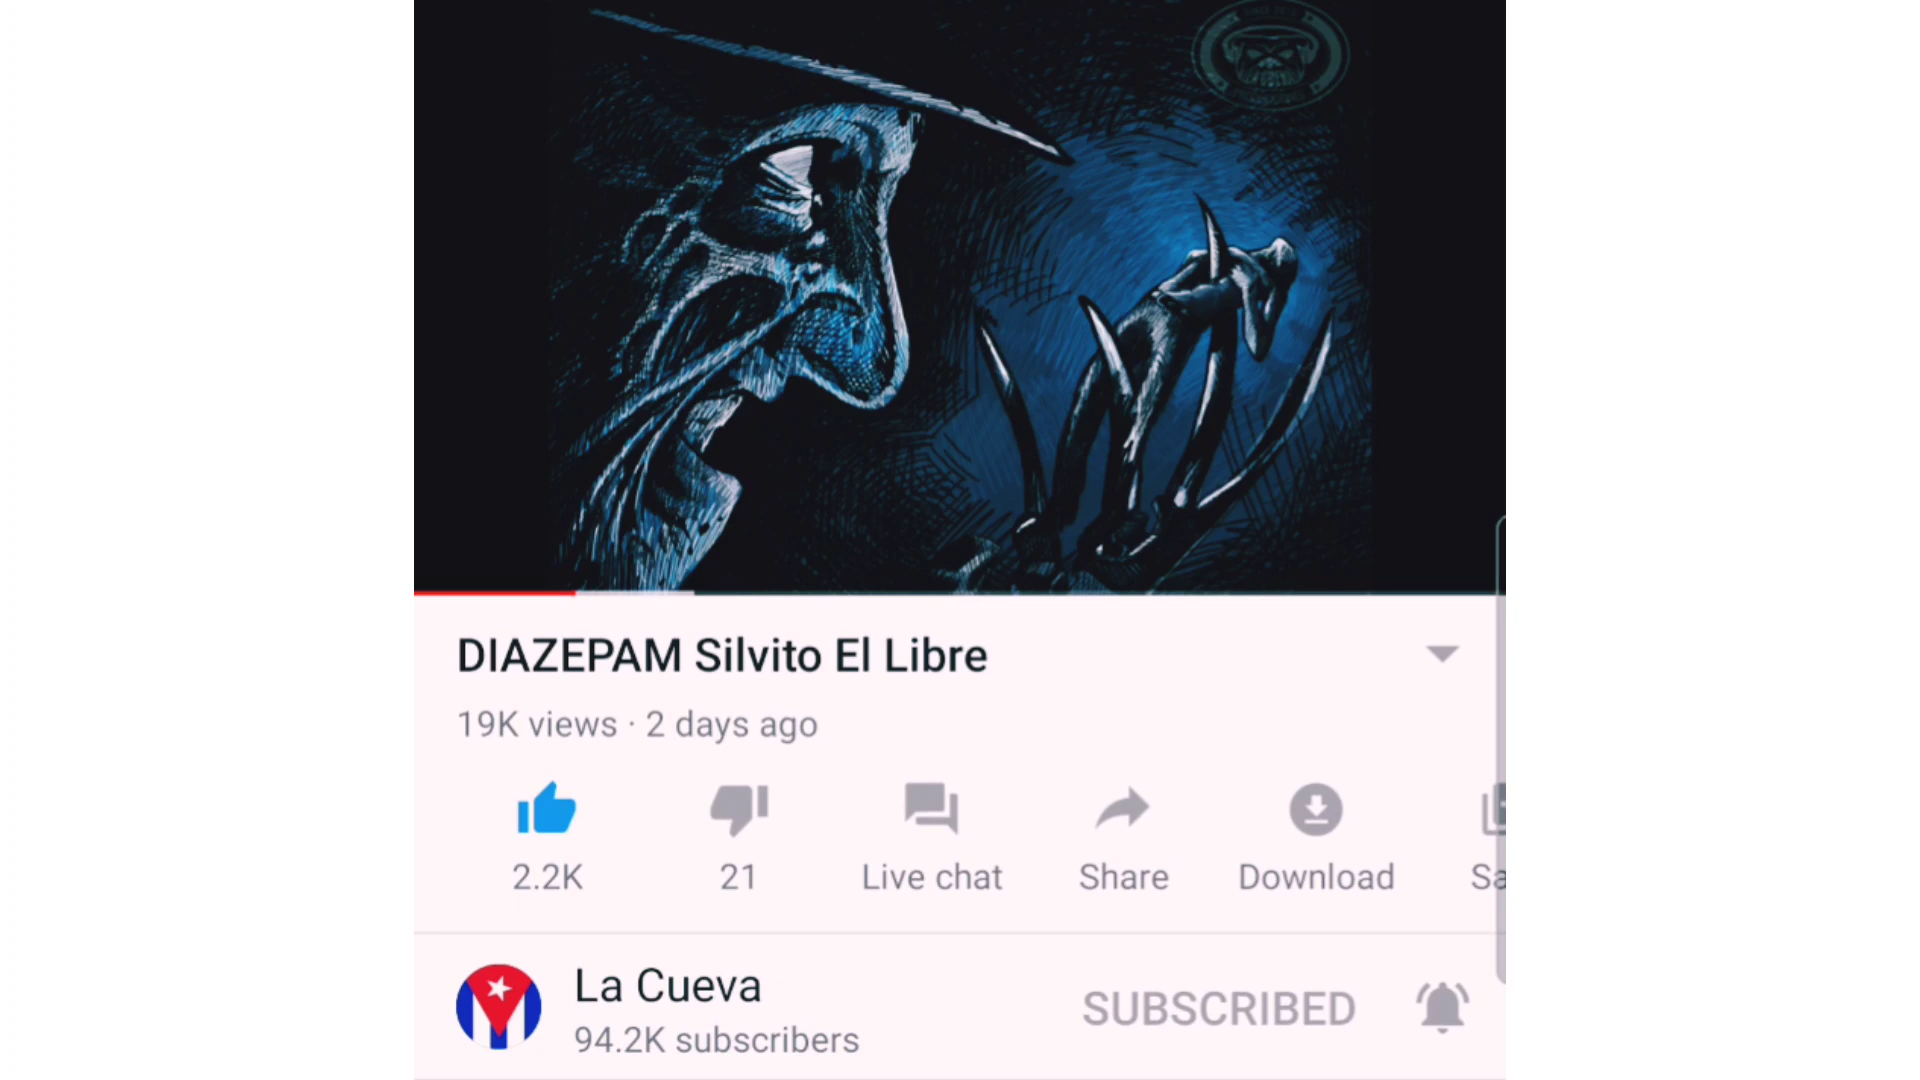 DIAZEPAM Silvito El Libre
19K views · 2 days ago
2.2K
21
Live chat
Share
Download
Sa
La Cueva
94.2K subscribers
SUBSCRIBED